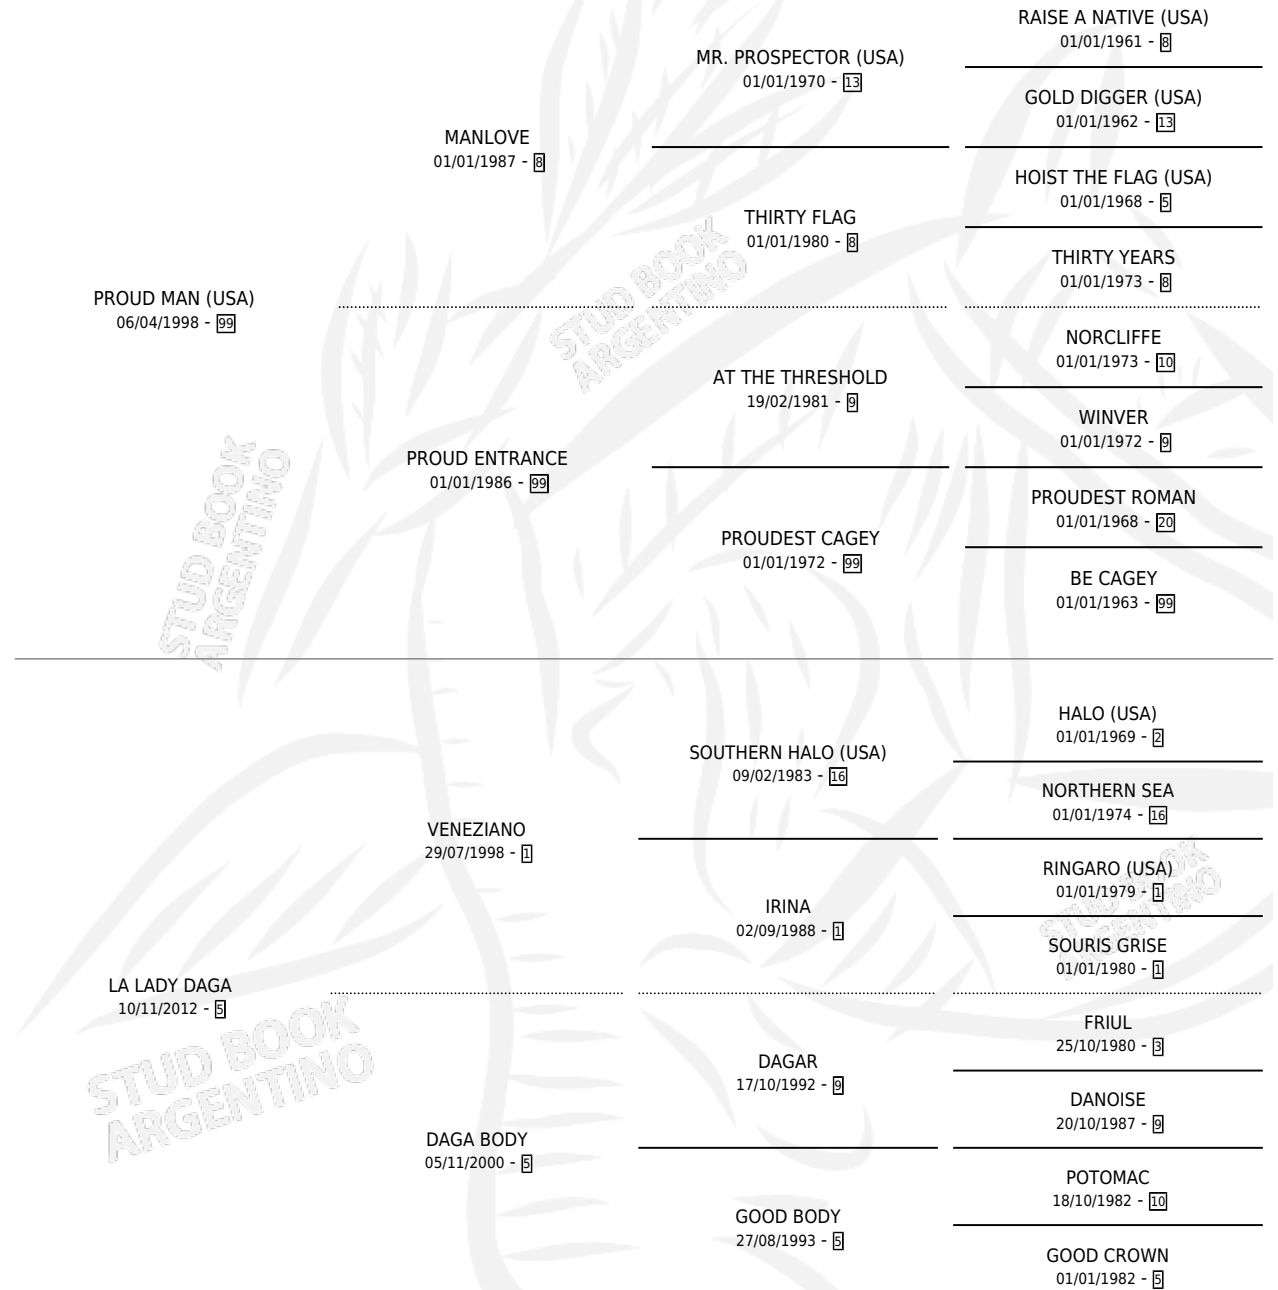 RAISE A NATIVE (USA)
01/01/1961 - 8
MR. PROSPECTOR (USA)
01/01/1970 - 13
GOLD DIGGER (USA)
01/01/1962 - 13
MANLOVE
01/01/1987 - 8
HOIST THE FLAG (USA)
01/01/1968 - 5
THIRTY FLAG
01/01/1980 - 8
THIRTY YEARS
01/01/1973 - 8
PROUD MAN (USA)
06/04/1998 - 99
NORCLIFFE
01/01/1973 - 10
AT THE THRESHOLD
19/02/1981 - 9
WINVER
01/01/1972 - 9
PROUD ENTRANCE
01/01/1986 - 99
PROUDEST ROMAN
01/01/1968 - 20
PROUDEST CAGEY
01/01/1972 - 99
BE CAGEY
01/01/1963 - 99
HALO (USA)
01/01/1969 - 2
SOUTHERN HALO (USA)
09/02/1983 - 16
NORTHERN SEA
01/01/1974 - 16
VENEZIANO
29/07/1998 - 1
RINGARO (USA)
01/01/1979 - 1
IRINA
02/09/1988 - 1
SOURIS GRISE
01/01/1980 - 1
LA LADY DAGA
10/11/2012 - 5
FRIUL
25/10/1980 - 3
DAGAR
17/10/1992 - 9
DANOISE
20/10/1987 - 9
DAGA BODY
05/11/2000 - 5
POTOMAC
18/10/1982 - 10
GOOD BODY
27/08/1993 - 5
GOOD CROWN
01/01/1982 - 5
STUD BOOK
ARGENTINO
STUD BOOK
ARGENTINO
STUD BOOK
ARGENTINO
STUD BOOK
ARGENTINO